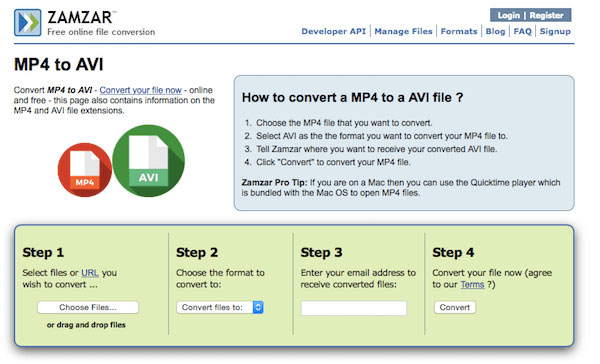 ZAMZAR
Free online file conversion
Login | Register
Developer API | Manage Files | Formats | Blog | FAQ | Signup
MP4 to AVI
Convert MP4 to AVI - Convert your file now - online
and free - this page also contains information on the
MP4 and AVI file extensions.
MP4
AVI
How to convert a MP4 to a AVI file ?
1. Choose the MP4 file that you want to convert.
2. Select AVI as the the format you want to convert your MP4 file to.
3. Tell Zamzar where you want to receive your converted AVI file.
4. Click "Convert" to convert your MP4 file.
Zamzar Pro Tip: If you are on a Mac then you can use the Quicktime player which
is bundled with the Mac OS to open MP4 files.
Step 1
Select files or URL you
wish to convert ...
Choose Files...
or drag and drop files
Step 2
Choose the format to
convert to:
Convert files to:
Step 3
Enter your email address to
receive converted files:
Step 4
Convert your file now (agree
to our Terms ?)
Convert